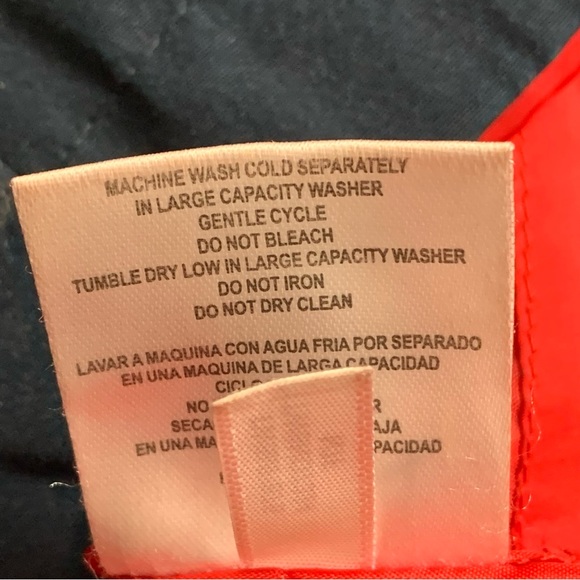 MACHINE WASH COLD SEPARATELY
IN LARGE CAPACITY WASHER
GENTLE CYCLE
DO NOT BLEACH
TUMBLE DRY LOW IN LARGE CAPACITY WASHER
DO NOT IRON
DO NOT DRY CLEAN
LAVAR A MAQUINA CON AGUA FRIA POR SEPARADO
EN UNA MAQUINA DE LARGA CAPACIDAD
NO
EN UNA